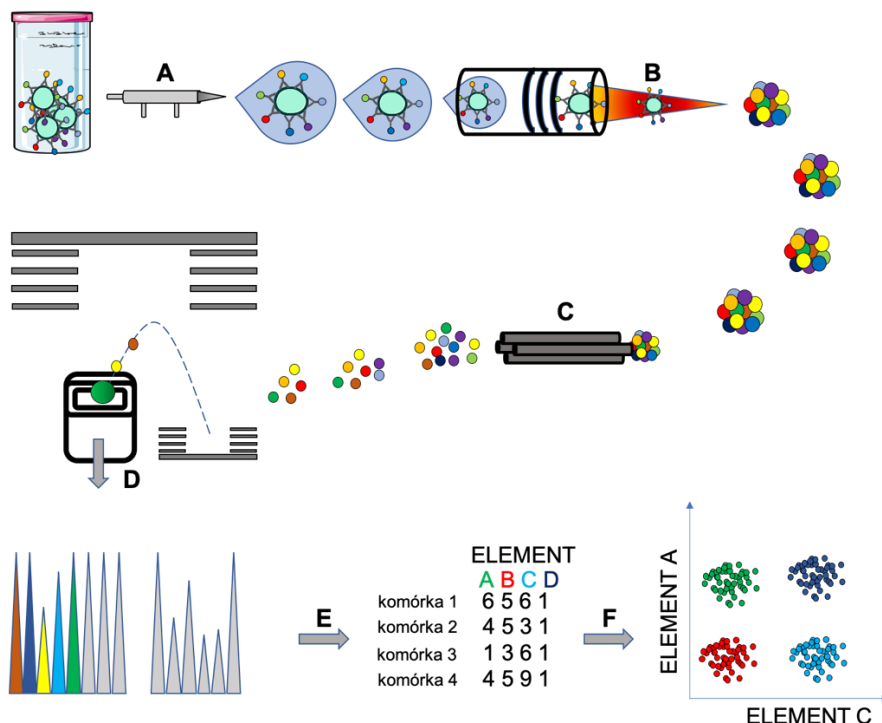 A
B
C
D
E
F
ELEMENT
A B C D
komórka 1 6 5 6 1
komórka 2 4 5 3 1
komórka 3 1 3 6 1
komórka 4 4 5 9 1
ELEMENT A
ELEMENT C